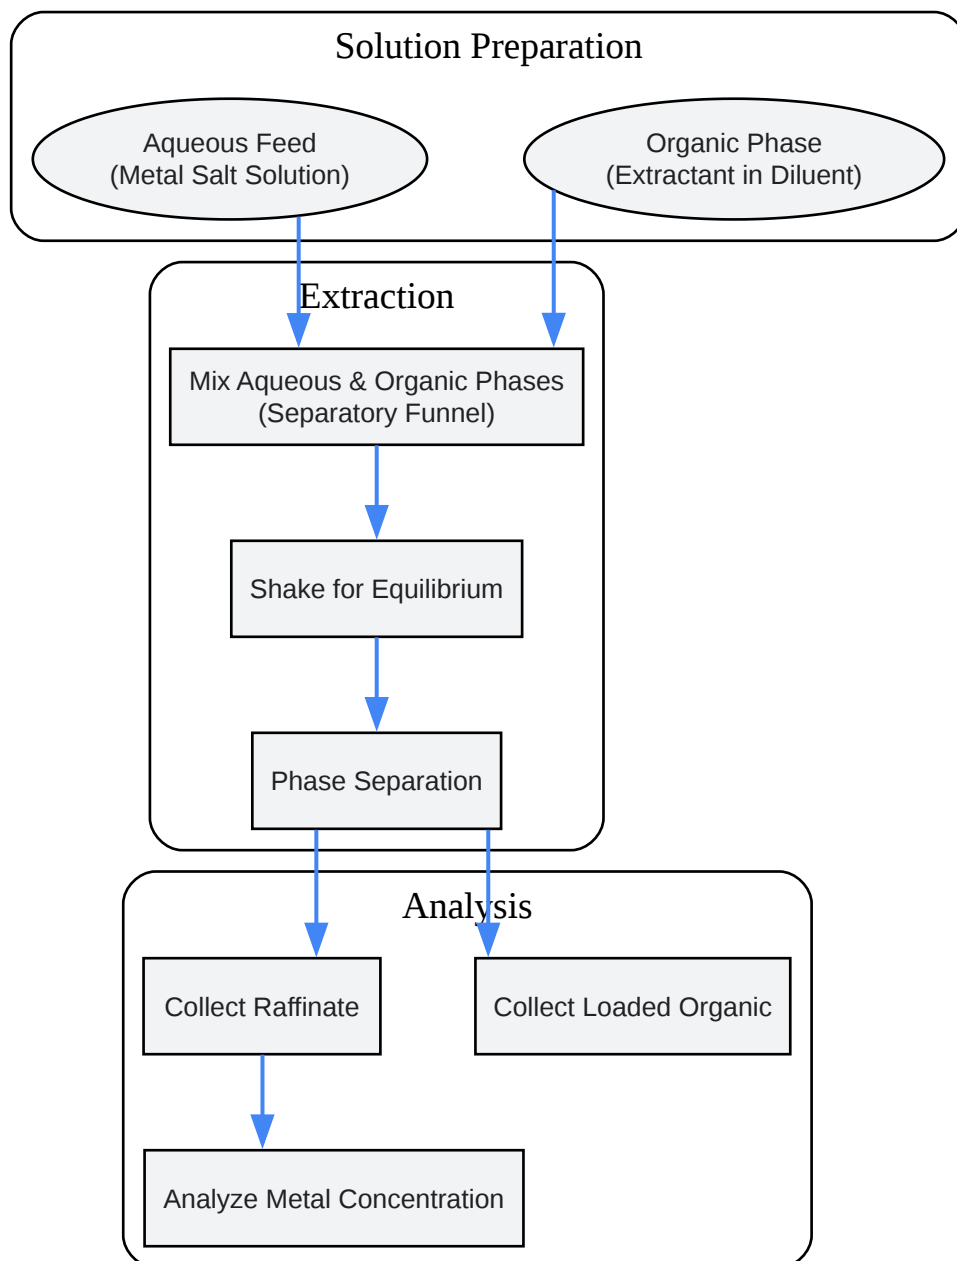 Solution Preparation
Aqueous Feed
(Metal Salt Solution)
Organic Phase
(Extractant in Diluent)
Extraction
Mix Aqueous & Organic Phases
(Separatory Funnel)
Shake for Equilibrium
Phase Separation
Analysis
Collect Raffinate
Collect Loaded Organic
Analyze Metal Concentration